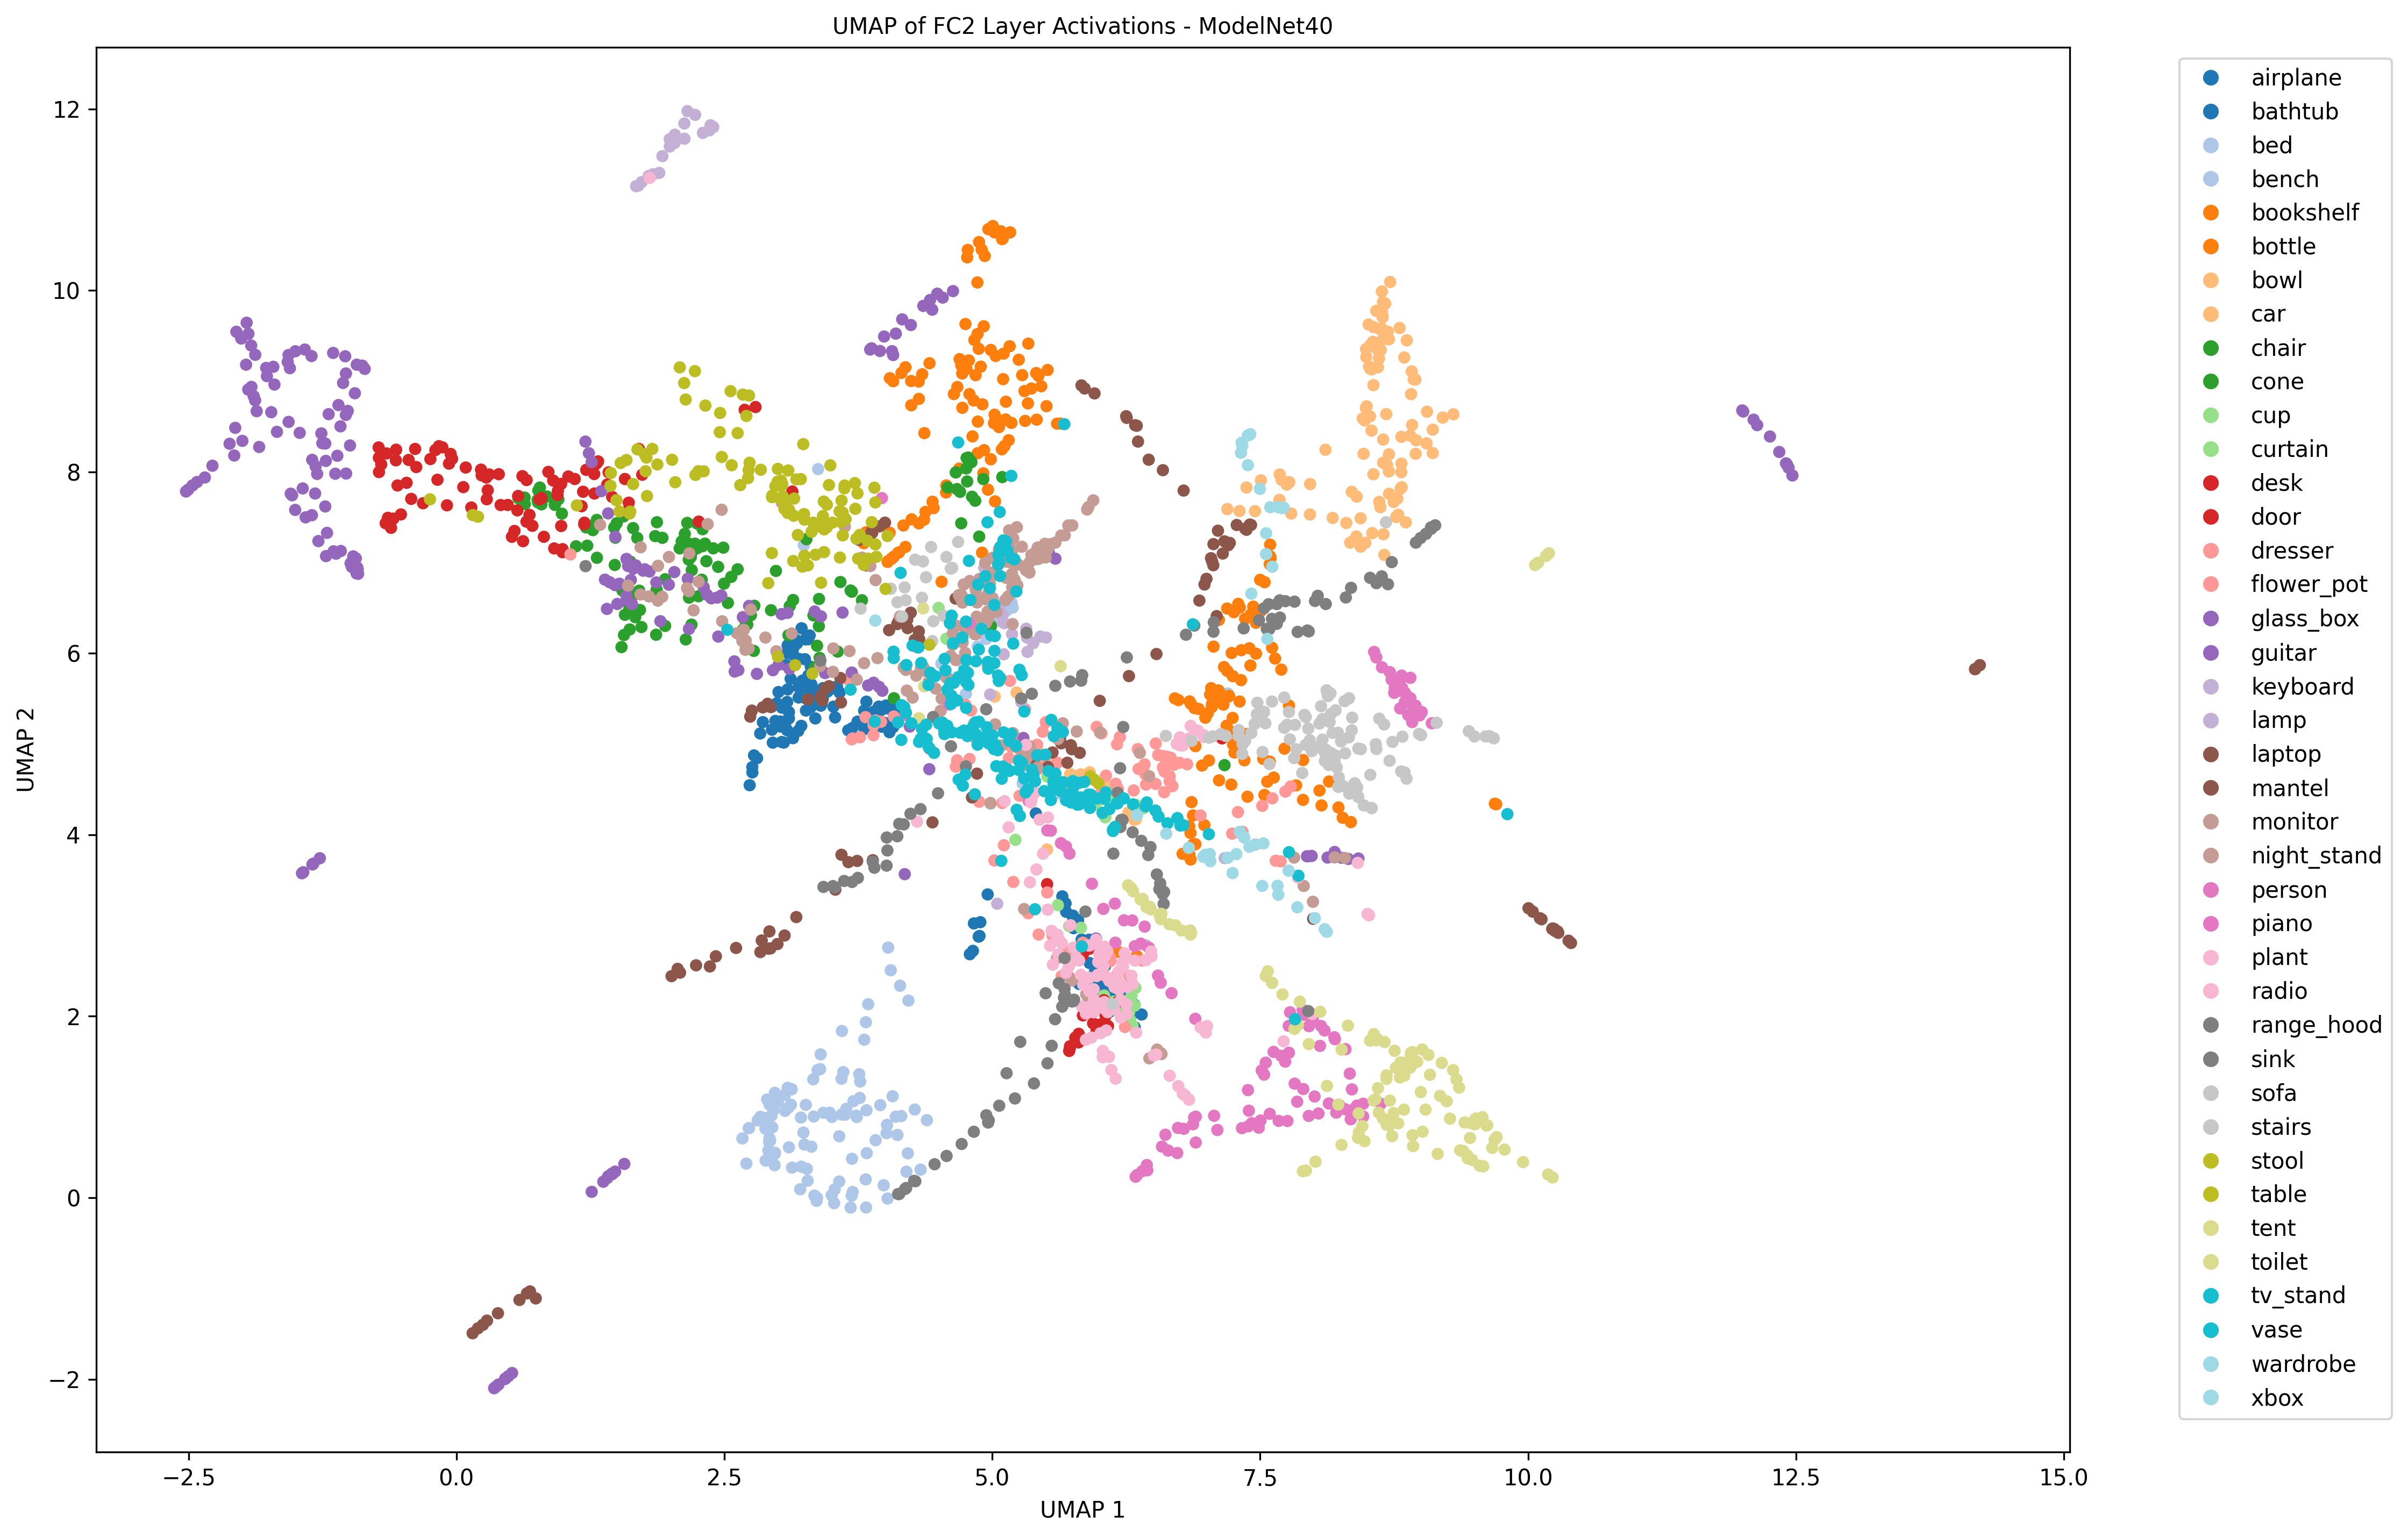 UMAP of FC2 Layer Activations - ModelNet40
12
10
8
6
4
2
0
−2
UMAP 2
−2.5
0.0
2.5
5.0
7.5
10.0
12.5
15.0
UMAP 1
airplane
bathtub
bed
bench
bookshelf
bottle
bowl
car
chair
cone
cup
curtain
desk
door
dresser
flower_pot
glass_box
guitar
keyboard
lamp
laptop
mantel
monitor
night_stand
person
piano
plant
radio
range_hood
sink
sofa
stairs
stool
table
tent
toilet
tv_stand
vase
wardrobe
xbox